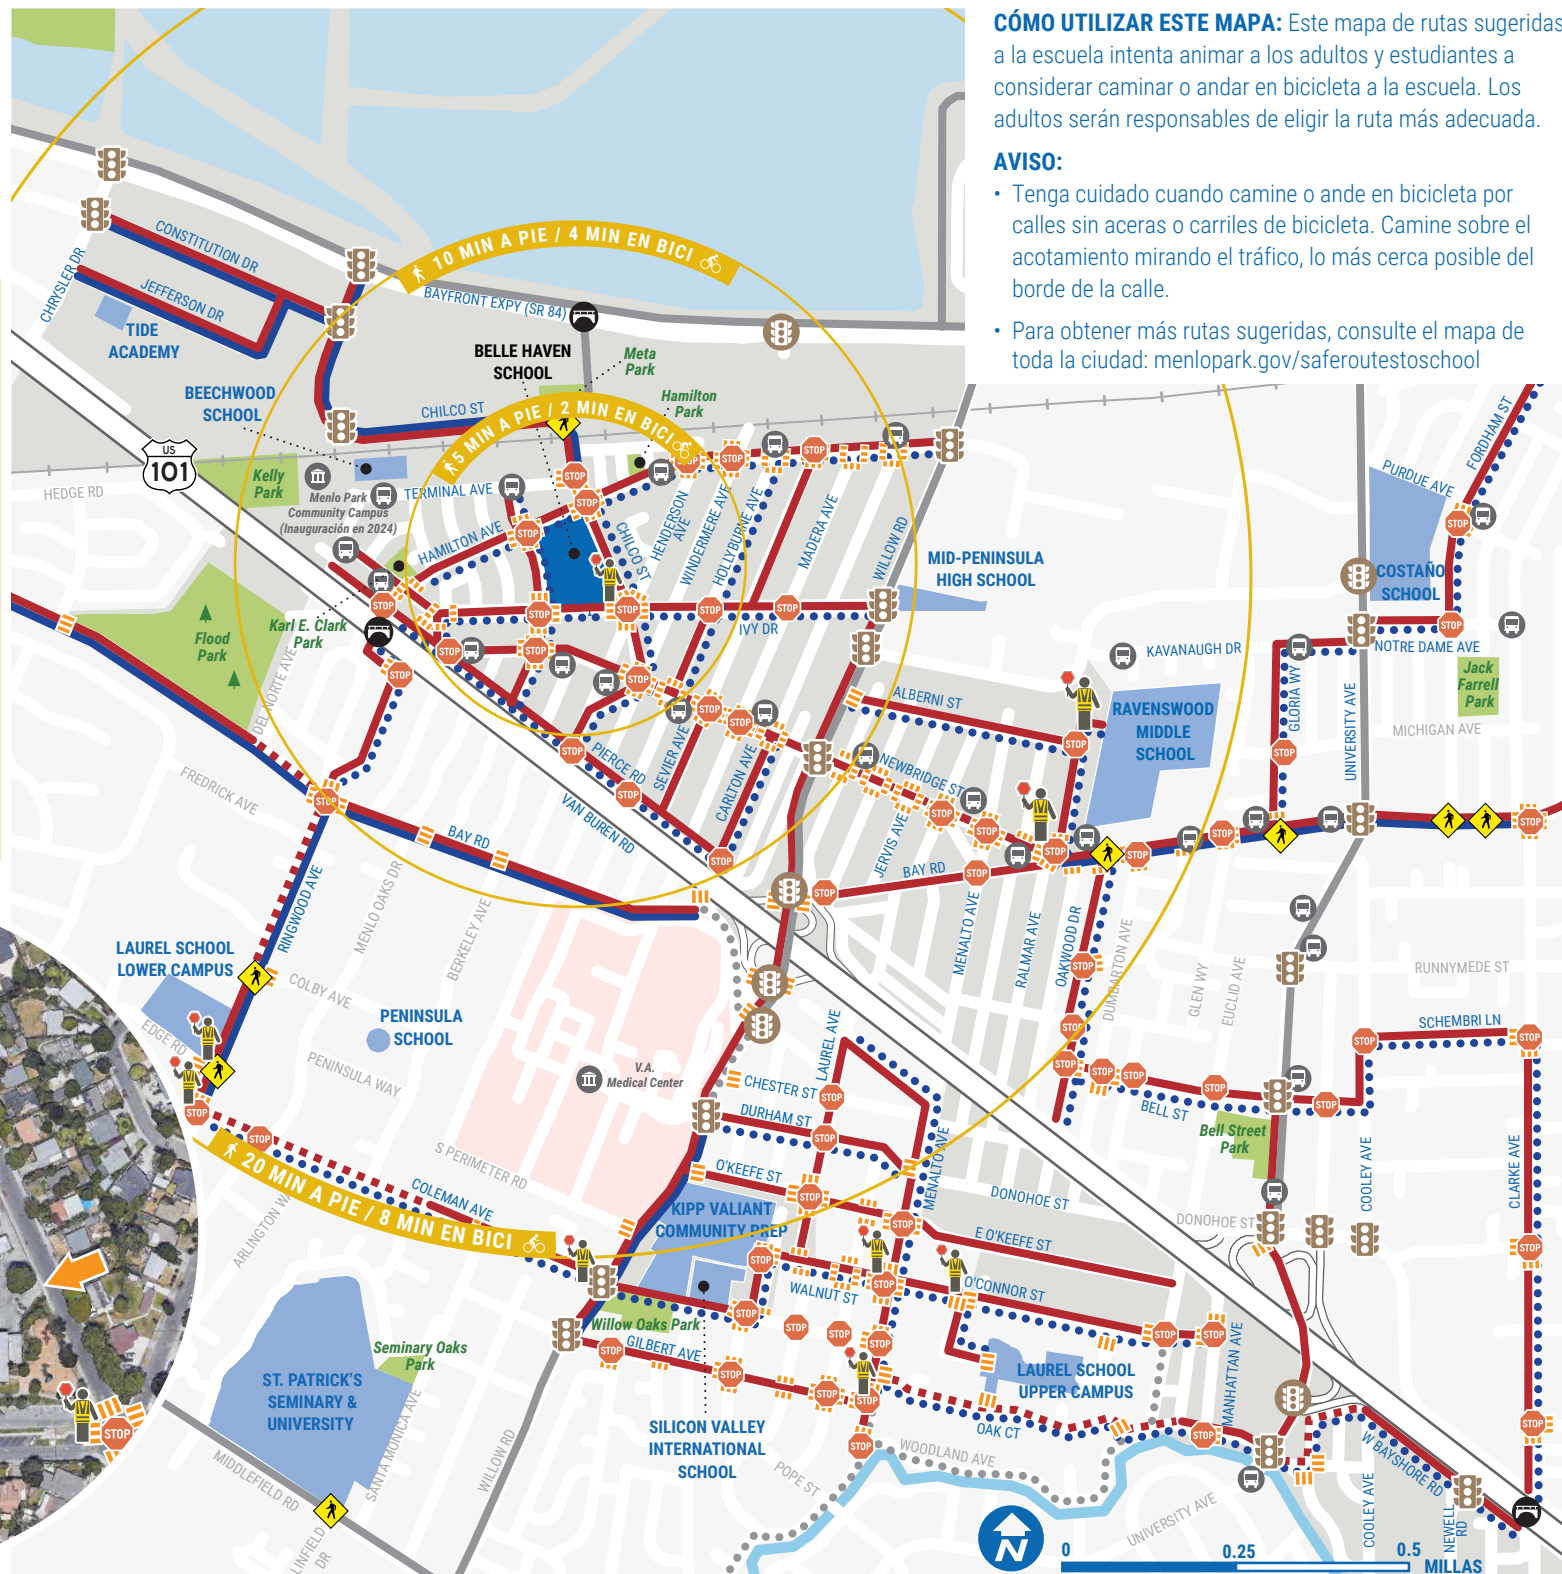 CÓMO UTILIZAR ESTE MAPA: Este mapa de rutas sugeridas
a la escuela intenta animar a los adultos y estudiantes a
considerar caminar o andar en bicicleta a la escuela. Los
adultos serán responsables de eligir la ruta más adecuada.
AVISO:
• Tenga cuidado cuando camine o ande en bicicleta por
calles sin aceras o carriles de bicicleta. Camine sobre el
acotamiento mirando el tráfico, lo más cerca posible del
borde de la calle.
• Para obtener más rutas sugeridas, consulte el mapa de
toda la ciudad: menlopark.gov/saferoutestoschool
10 MIN A PIE / 4 MIN EN BICI
5 MIN A PIE / 2 MIN EN BICI
20 MIN A PIE / 8 MIN EN BICI
CONSTITUTION DR
JEFFERSON DR
CHRYSLER DR
TIDE
ACADEMY
BAYFRONT EXPY (SR 84)
BELLE HAVEN
SCHOOL
Meta
Park
Hamilton
Park
BEECHWOOD
SCHOOL
CHILCO ST
US
101
Kelly
Park
HEDGE RD
Menlo Park
Community Campus
(Inauguración en 2024)
TERMINAL AVE
HAMILTON AVE
CHILCO ST
HENDERSON
AVE
WINDERMERE AVE
HOLLYBURNE AVE
MADERA AVE
WILLOW RD
MID-PENINSULA
HIGH SCHOOL
IVY DR
Flood
Park
Karl E. Clark
Park
DEL NORTE AVE
FREDRICK AVE
PURDUE AVE
FORDHAM ST
COSTAÑO
SCHOOL
NOTRE DAME AVE
KAVANAUGH DR
GLORIA WY
UNIVERSITY AVE
Jack
Farrell
Park
MICHIGAN AVE
ALBERNI ST
RAVENSWOOD
MIDDLE
SCHOOL
NEWBRIDGE ST
PIERCE RD
SEVIER AVE
CARLTON AVE
VAN BUREN RD
JERVIS AVE
BAY RD
BAY RD
MENALTO AVE
RALMAR AVE
OAKWOOD DR
DUMBARTON AVE
GLEN WY
EUCLID AVE
RUNNYMEDE ST
SCHEMBRI LN
RINGWOOD AVE
MENLO OAKS DR
BERKELEY AVE
LAUREL SCHOOL
LOWER CAMPUS
COLBY AVE
EDGE RD
PENINSULA
SCHOOL
PENINSULA WAY
V.A.
Medical Center
S PERIMETER RD
COLEMAN AVE
ARLINGTON WA
CHESTER ST
LAUREL AVE
DURHAM ST
O'KEEFE ST
MENALTO AVE
KIPP VALIANT
COMMUNITY PREP
DONOHOE ST
E O'KEEFE ST
BELL ST
Bell Street
Park
COOLEY AVE
CLARKE AVE
DONOHOE ST
WALNUT ST
O'CONNOR ST
Willow Oaks Park
GILBERT AVE
LAUREL SCHOOL
UPPER CAMPUS
MANHATTAN AVE
OAK CT
WOODLAND AVE
Seminary Oaks
Park
ST. PATRICK'S
SEMINARY &
UNIVERSITY
SANTA MONICA AVE
MIDDLEFIELD RD
LINFIELD
DR
WILLOW RD
SILICON VALLEY
INTERNATIONAL
SCHOOL
POPE ST
UNIVERSITY AVE
W BAYSHORE RD
COOLEY AVE
NEWELL
RD
STOP
N
0 0.25 0.5
MILLAS